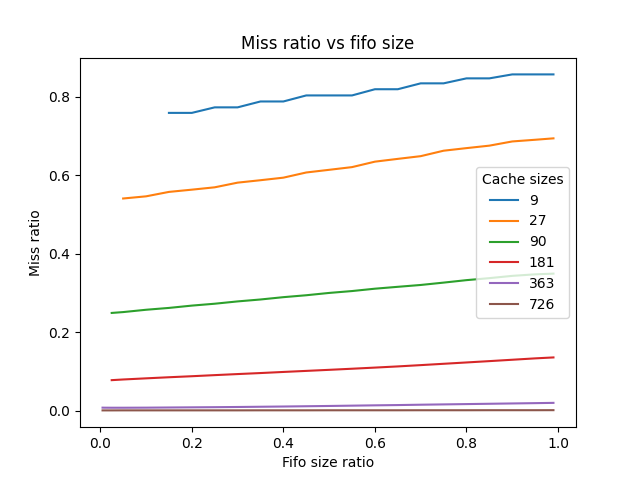 Miss ratio vs fifo size
Miss ratio
0.8
0.6
0.4
0.2
0.0
Cache sizes
9
27
90
181
363
726
0.0 0.2 0.4 0.6 0.8 1.0
Fifo size ratio